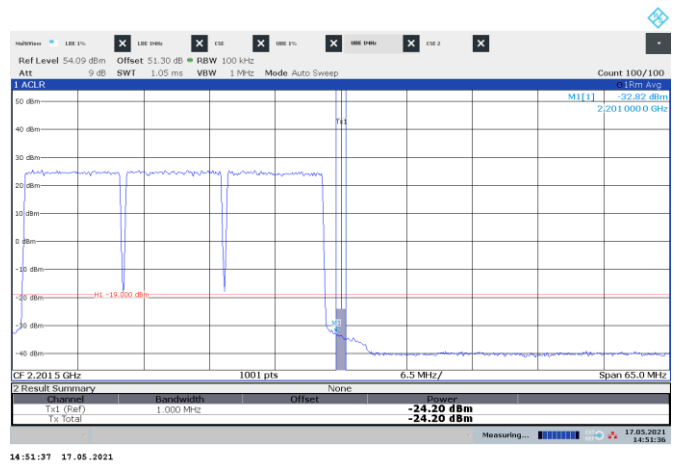 MultiView LBE 1% LBE 1MHz CSE UBE 1% UBE 1MHz CSE 2
Ref Level 54.09 dBm Offset 51.30 dB RBW 100 kHz
Att 9 dB SWT 1.05 ms VBW 1 MHz Mode Auto Sweep Count 100/100
1 ACLR 1Rm Avg
M1[1] -32.82 dBm
2.201 000 0 GHz
50 dBm
Tx1
40 dBm
30 dBm
20 dBm
10 dBm
0 dBm
-10 dBm
-20 dBm
H1 -19.000 dBm
-30 dBm
M1
-40 dBm
CF 2.2015 GHz 1001 pts 6.5 MHz/ Span 65.0 MHz
2 Result Summary None
Channel Bandwidth Offset Power
Tx1 (Ref) 1.000 MHz -24.20 dBm
Tx Total -24.20 dBm
Measuring... 17.05.2021
14:51:36
14:51:37 17.05.2021